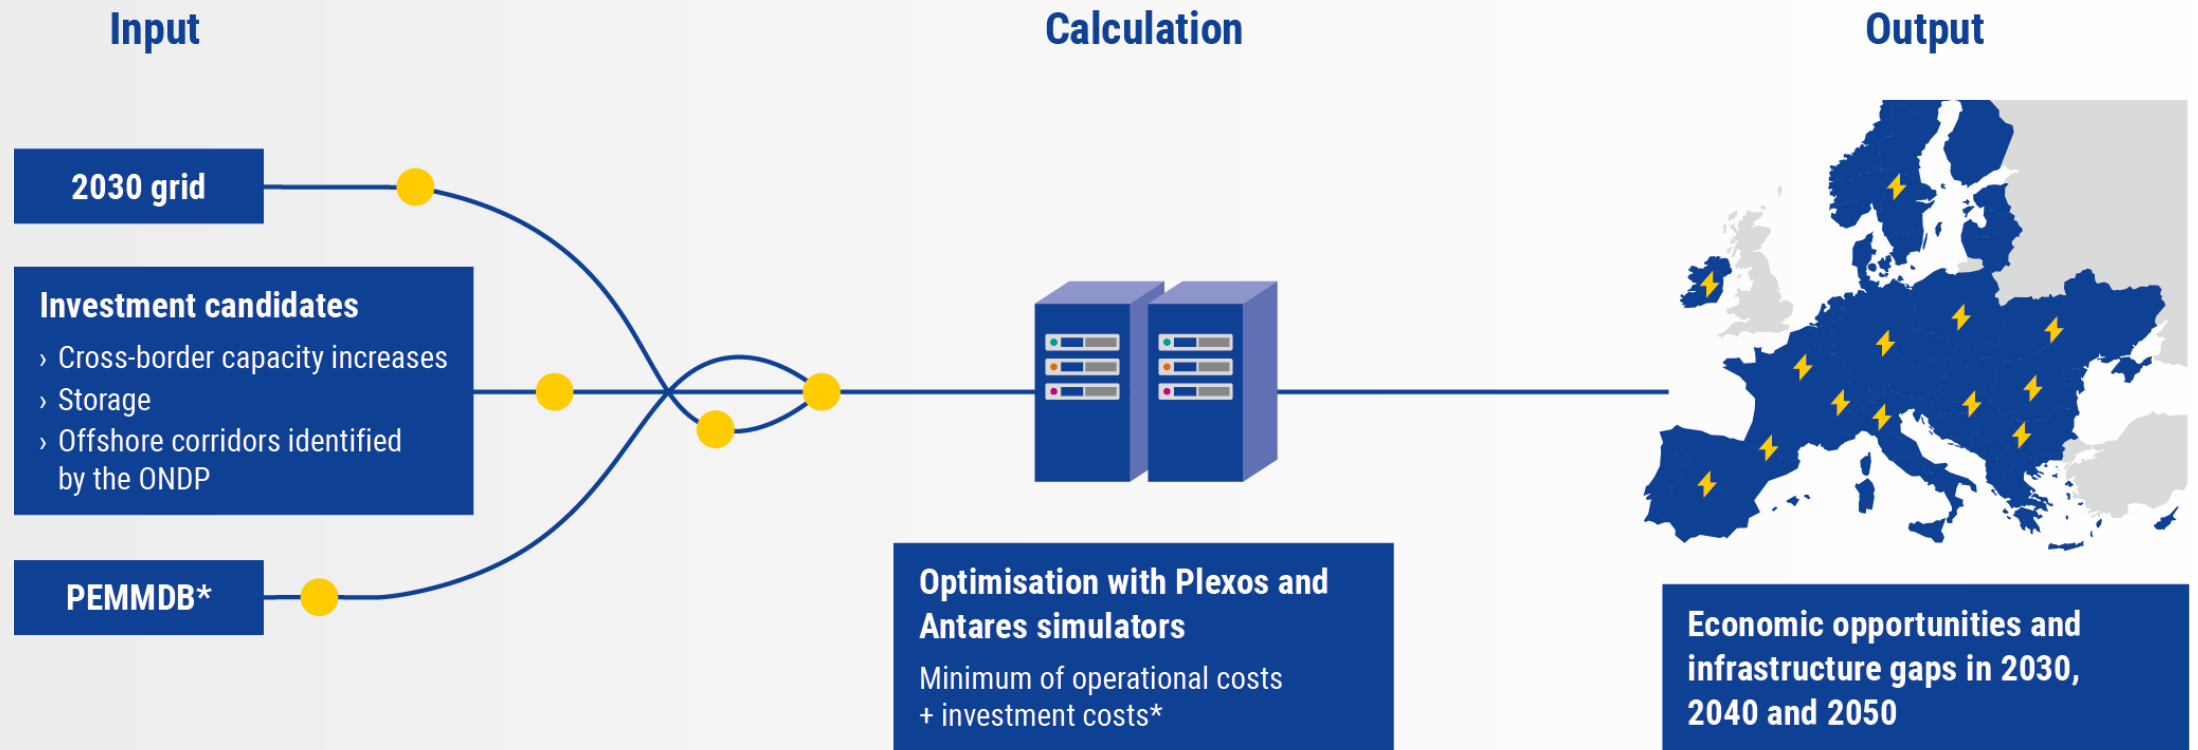 Input
Calculation
Output
2030 grid
Investment candidates
› Cross-border capacity increases
› Storage
› Offshore corridors identified
by the ONDP
PEMMDB*
Optimisation with Plexos and
Antares simulators
Minimum of operational costs
+ investment costs*
Economic opportunities and
infrastructure gaps in 2030,
2040 and 2050